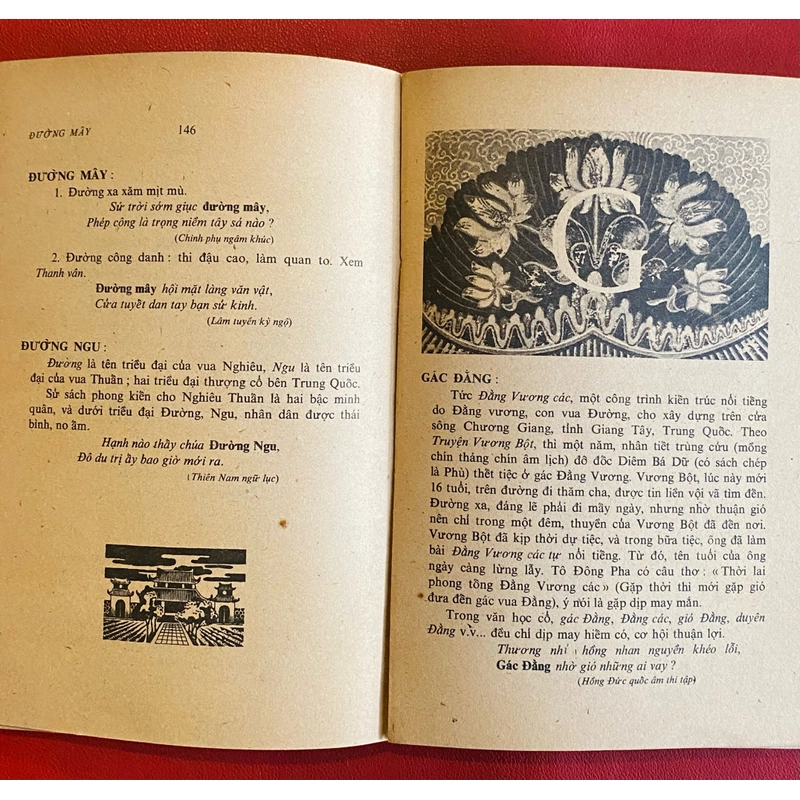 ĐƯỜNG MÂY
146
ĐƯỜNG MÂY :
1. Đường xa xăm mịt mù.
Sứ trời sớm giục đường mây,
Phép công là trọng niềm tây sá nào ?
(Chinh phụ ngâm khúc)
2. Đường công danh : thi đậu cao, làm quan to. Xem
Thanh vân.
Đường mây hội mặt làng văn vật,
Cửa tuyết dan tay bạn sử kinh.
(Lâm tuyền kỳ ngộ)
ĐƯỜNG NGU :
Đường là tên triều đại của vua Nghiêu, Ngu là tên triều
đại của vua Thuần ; hai triều đại thượng cổ bên Trung Quốc.
Sử sách phong kiến cho Nghiêu Thuần là hai bậc minh
quân, và dưới triều đại Đường, Ngu, nhân dân được thái
bình, no ấm.
Hạnh nào thấy chúa Đường Ngu,
Đô du trị ấy bao giờ mới ra.
(Thiên Nam ngữ lục)
G
GÁC ĐẰNG :
Tức Đằng Vương các, một công trình kiến trúc nổi tiếng
do Đằng vương, con vua Đường, cho xây dựng trên cửa
sông Chương Giang, tỉnh Giang Tây, Trung Quốc. Theo
Truyện Vương Bột, thì một năm, nhân tiết trùng cửu (mồng
chín tháng chín âm lịch) đô đốc Diêm Bá Dữ (có sách chép
là Phù) thết tiệc ở gác Đằng Vương. Vương Bột, lúc này mới
16 tuổi, trên đường đi thăm cha, được tin liền vội vã tìm đến.
Đường xa, đáng lẽ phải đi mấy ngày, nhưng nhờ thuận gió
nên chỉ trong một đêm, thuyền của Vương Bột đã đến nơi.
Vương Bột đã kịp thời dự tiệc, và trong bữa tiệc, ông đã làm
bài Đằng Vương các tự nổi tiếng. Từ đó, tên tuổi của ông
ngày càng lừng lẫy. Tô Đông Pha có câu thơ : « Thời lai
phong tống Đằng Vương các » (Gặp thời thì mới gặp gió
đưa đến gác vua Đằng), ý nói là gặp dịp may mắn.
Trong văn học cổ, gác Đằng, Đằng các, gió Đằng, duyên
Đằng v.v... đều chỉ dịp may hiếm có, cơ hội thuận lợi.
Thương nhỉ hồng nhan nguyền khéo lỗi,
Gác Đằng nhờ gió những ai vay ?
(Hồng Đức quốc âm thi tập)